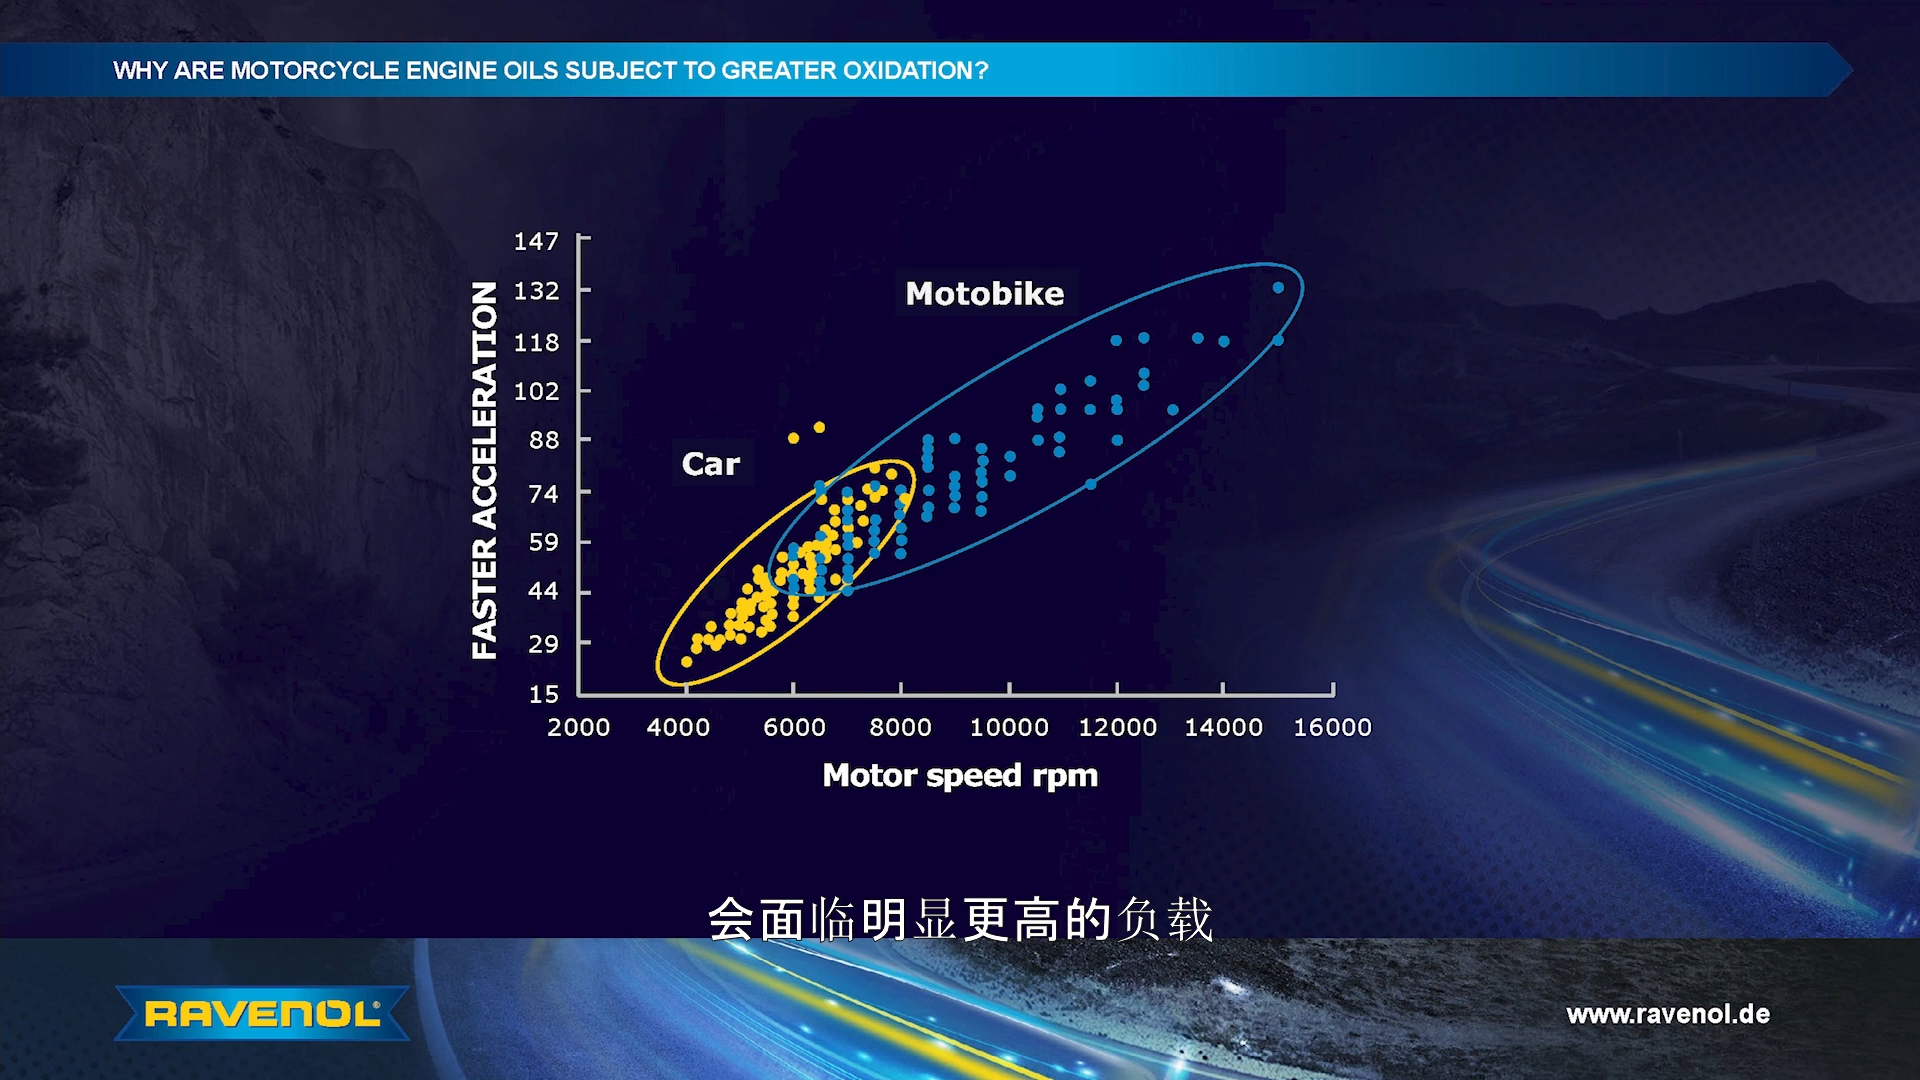 WHY ARE MOTORCYCLE ENGINE OILS SUBJECT TO GREATER OXIDATION?
147
132
118
102
88
74
59
44
29
15
FASTER ACCELERATION
Motobike
Car
2000 4000 6000 8000 10000 12000 14000 16000
Motor speed rpm
会面临明显更高的负载
RAVENOL®
www.ravenol.de